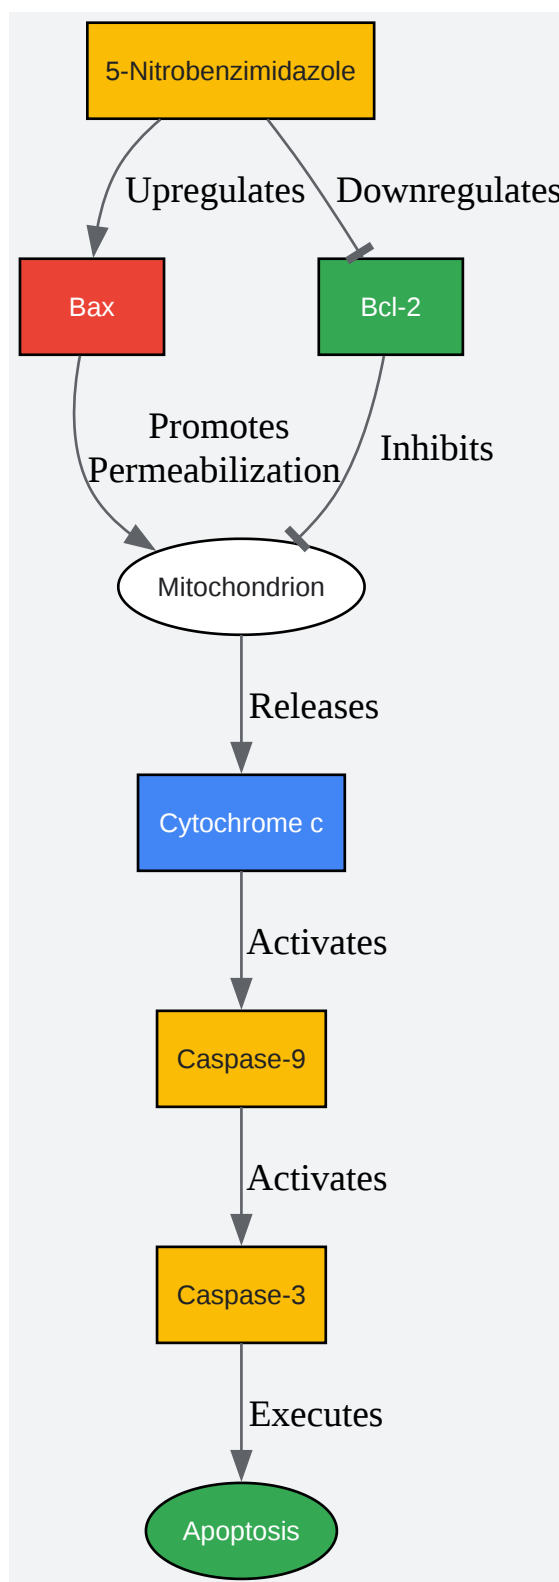 5-Nitrobenzimidazole
Upregulates
Downregulates
Bax
Bcl-2
Promotes
Permeabilization
Inhibits
Mitochondrion
Releases
Cytochrome c
Activates
Caspase-9
Activates
Caspase-3
Executes
Apoptosis